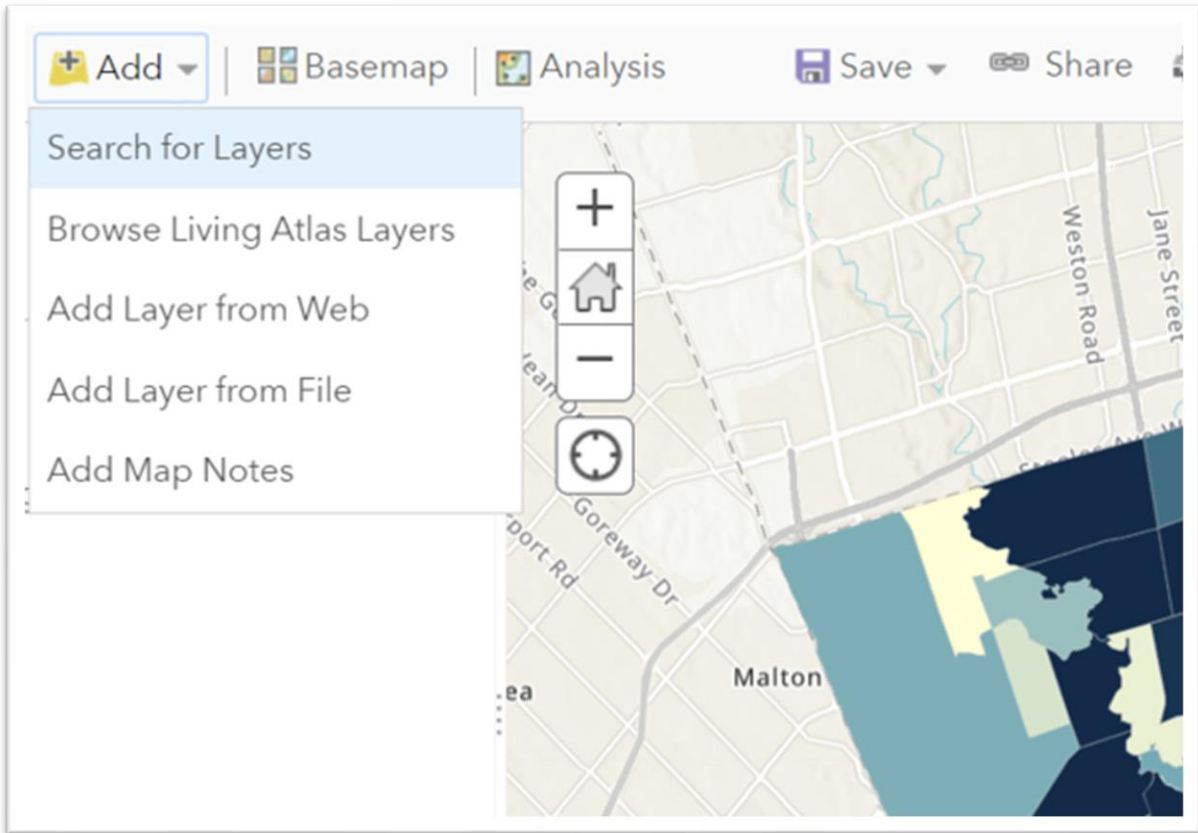 Add
Basemap
Analysis
Save
Share
Search for Layers
Browse Living Atlas Layers
Add Layer from Web
Add Layer from File
Add Map Notes
Weston Road
Jane Street
Goreway Dr
Malton